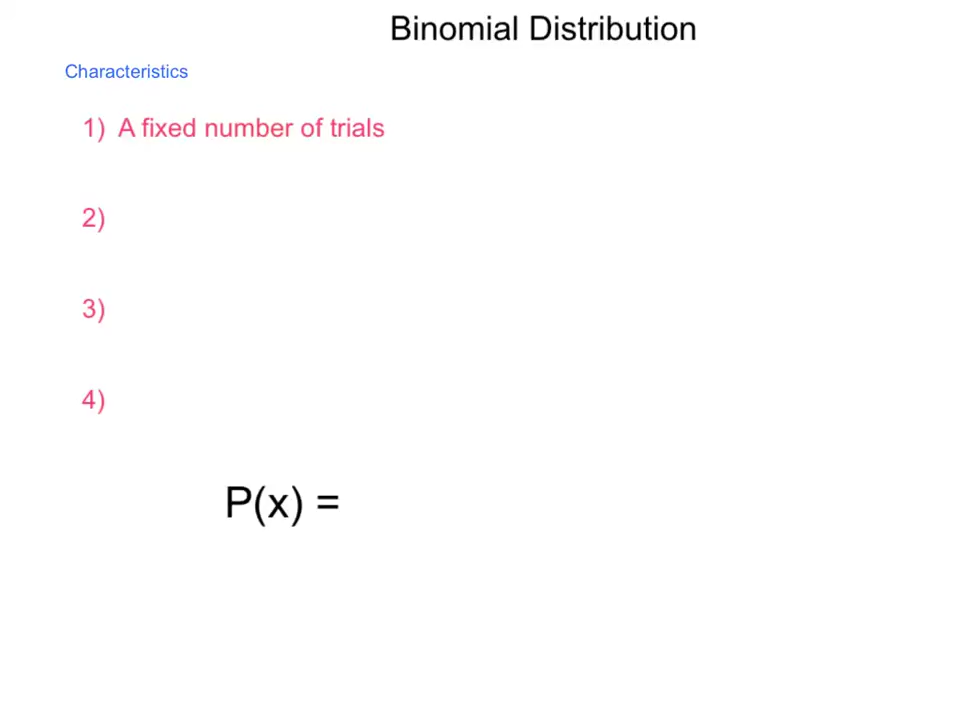 Binomial Distribution
Characteristics
1) A fixed number of trials
2)
3)
4)
P(x) =